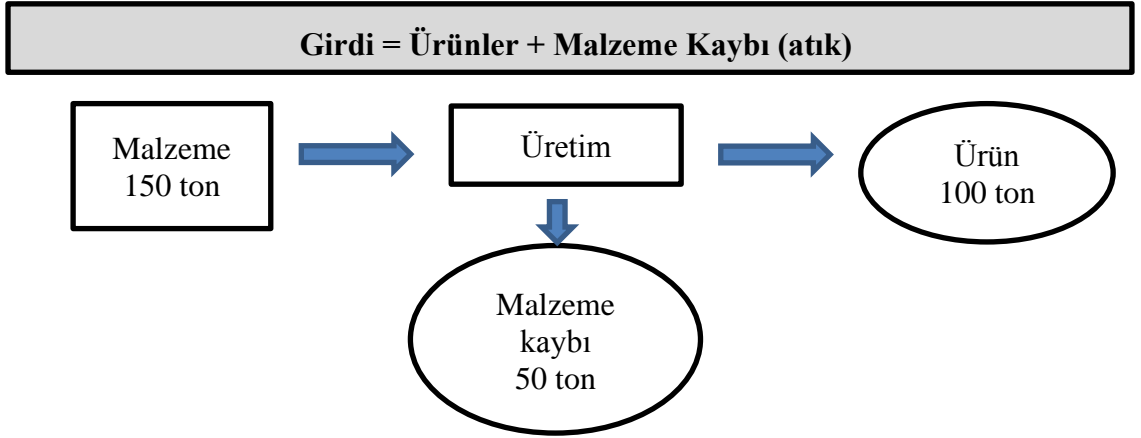 Girdi = Ürünler + Malzeme Kaybı (atık)
Malzeme
150 ton
Üretim
Ürün
100 ton
Malzeme
kaybı
50 ton